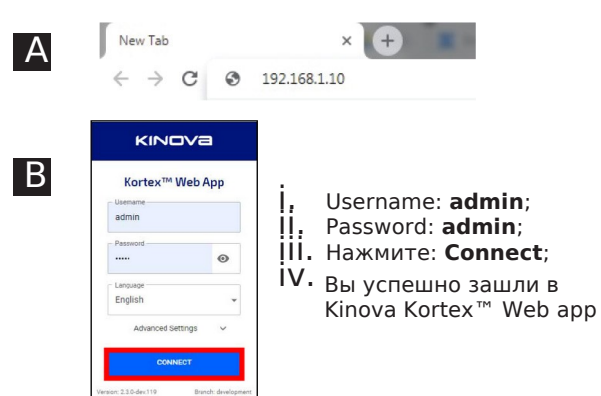 A
New Tab
192.168.1.10
B
KINOVA
Kortex™ Web App
Username
admin
Password
•••••
Language
English
Advanced Settings
CONNECT
Version: 2.3.0-dev.119 Branch: development
i. Username: admin;
ii. Password: admin;
iii. Нажмите: Connect;
iv. Вы успешно зашли в
Kinova Kortex™ Web app